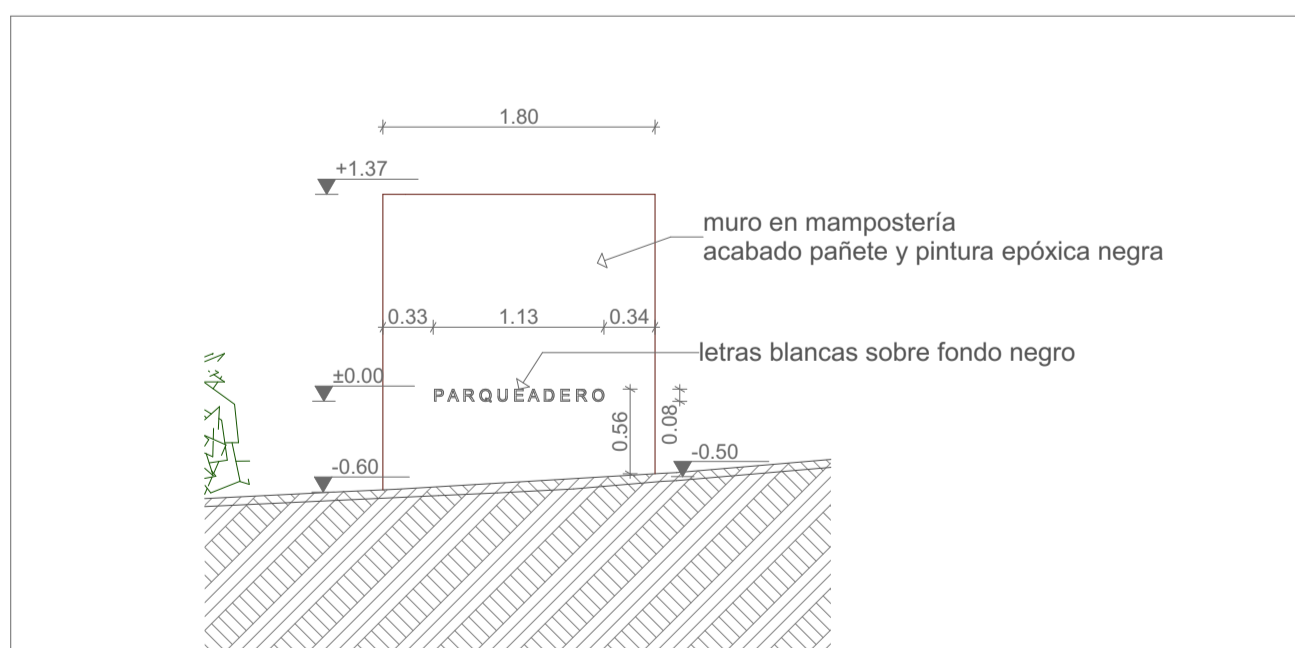 1.80
+1.37
muro en mampostería
acabado pañete y pintura epóxica negra
0.33 1.13 0.34
letras blancas sobre fondo negro
±0.00
PARQUEADERO
0.56
0.08
-0.50
-0.60